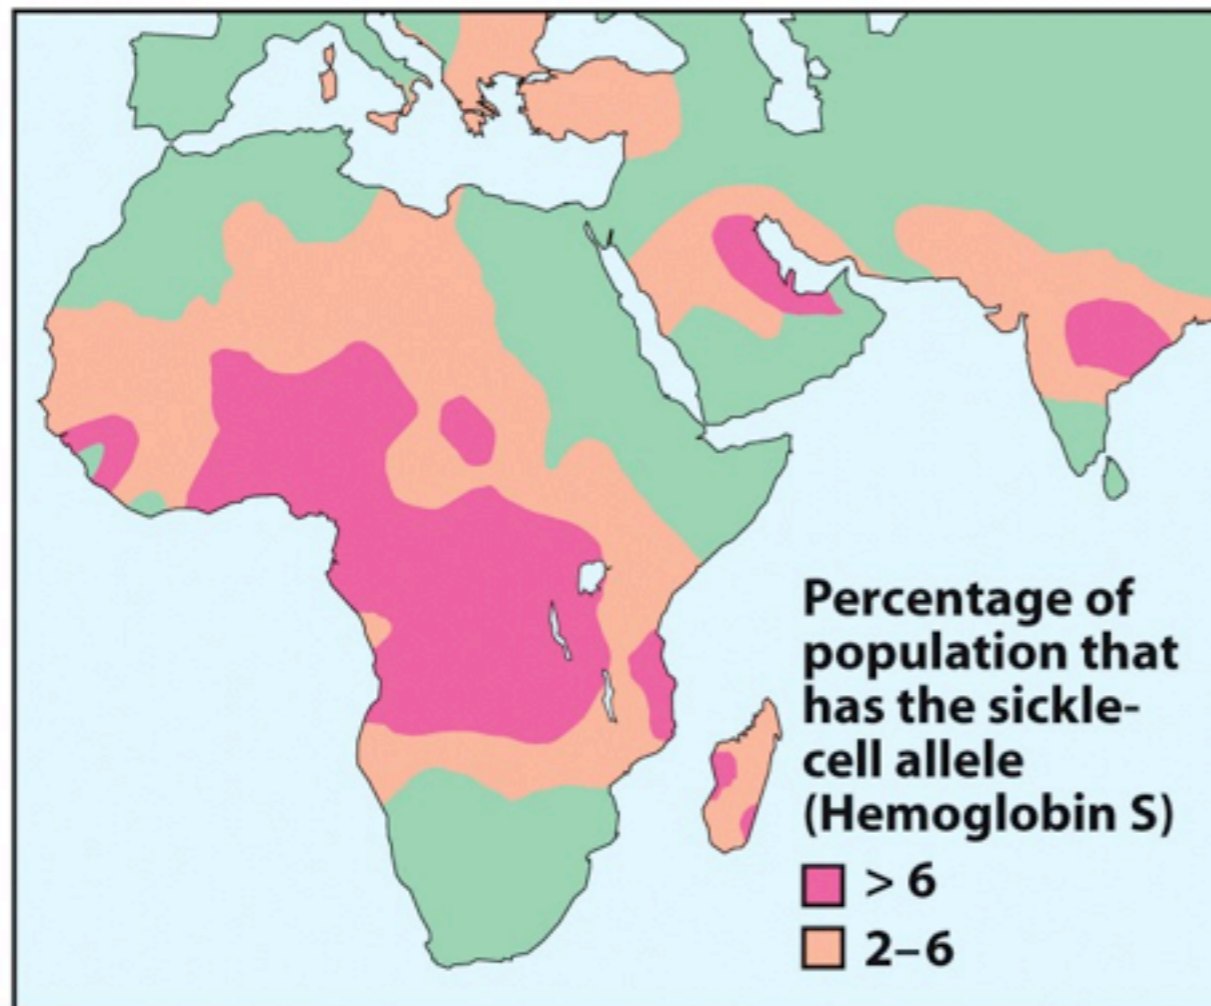 Percentage of
population that
has the sickle-
cell allele
(Hemoglobin S)
> 6
2–6